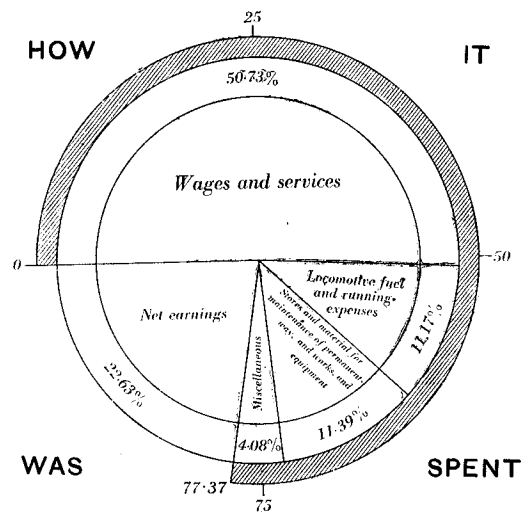 25
HOW
IT
50·73%
Wages and services
0
50
Locomotive fuel
and running
expenses
11.17%
Stores and material for
maintenance of permanent
way, and works, and
equipment
11·39%
Net earnings
22·63%
Miscellaneous
4·08%
WAS
SPENT
77·37
75